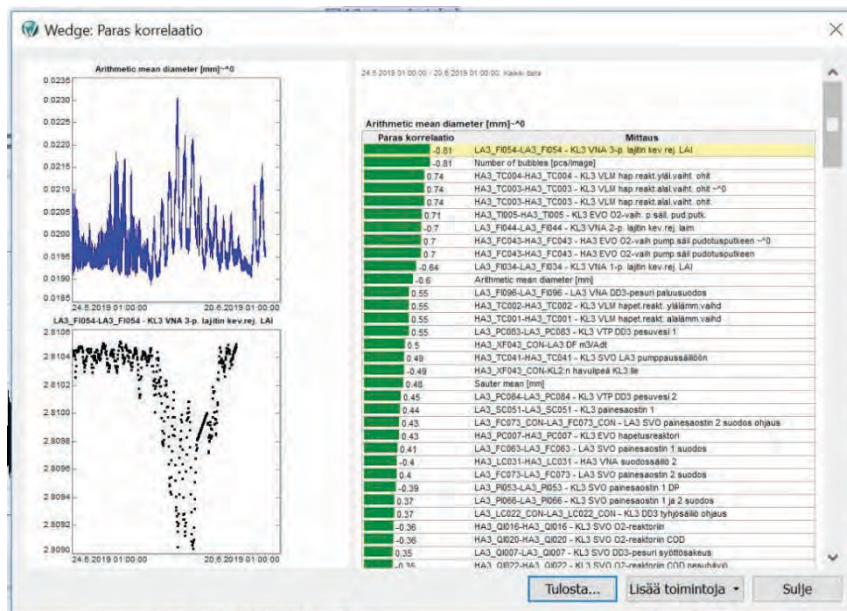 Wedge: Paras korrelaatio
Arithmetic mean diameter [mm]~^0
0.0235
0.0230
0.0225
0.0220
0.0215
0.0210
0.0205
0.0200
0.0195
0.0190
0.0185
24.6.2019 01:00:00
20.6.2019 01:00:00
LA3_FI054-LA3_FI054 - KL3 VNA 3-p. lajitin kev.rej. LAI
2.8106
2.8104
2.8102
2.8100
2.8098
2.8096
2.8094
2.8092
2.8090
24.6.2019 01:00:00
20.6.2019 01:00:00
24.6.2019 01:00:00 / 20.6.2019 01:00:00, Kaikki data
Arithmetic mean diameter [mm]~^0
Paras korrelaatio Mittaus
-0.81 LA3_FI054-LA3_FI054 - KL3 VNA 3-p. lajitin kev.rej. LAI
-0.81 Number of bubbles [pcs/image]
0.74 HA3_TC004-HA3_TC004 - KL3 VLM hap.reakt.yläl.vaiht. ohit
0.74 HA3_TC003-HA3_TC003 - KL3 VLM hap.reakt.alal.vaiht. ohit ~^0
0.74 HA3_TC003-HA3_TC003 - KL3 VLM hap.reakt.alal.vaiht. ohit
0.71 HA3_TI005-HA3_TI005 - KL3 EVO O2-vaih. p.säil. pud.putk.
-0.7 LA3_FI044-LA3_FI044 - KL3 VNA 2-p. lajitin kev.rej. laim
0.7 HA3_FC043-HA3_FC043 - HA3 EVO O2-vaih pump.säil pudotusputkeen ~^0
0.7 HA3_FC043-HA3_FC043 - HA3 EVO O2-vaih pump.säil pudotusputkeen
-0.64 LA3_FI034-LA3_FI034 - KL3 VNA 1-p. lajitin kev.rej. LAI
-0.6 Arithmetic mean diameter [mm]
0.55 LA3_FI096-LA3_FI096 - LA3 VNA DD3-pesuri paluusuodos
0.55 HA3_TC002-HA3_TC002 - KL3 VLM hapet.reakt. ylälämm.vaihd
0.55 HA3_TC001-HA3_TC001 - KL3 VLM hapet.reakt. alalämm.vaihd
0.55 LA3_PC083-LA3_PC083 - KL3 VTP DD3 pesuvesi 1
0.5 HA3_XF043_CON-LA3 DF m3/Adt
0.49 HA3_TC041-HA3_TC041 - KL3 SVO LA3 pumppaussäiliöön
-0.49 HA3_XF043_CON-KL2:n havulipeä KL3:lle
0.48 Sauter mean [mm]
0.45 LA3_PC084-LA3_PC084 - KL3 VTP DD3 pesuvesi 2
0.44 LA3_SC051-LA3_SC051 - KL3 painesaostin 1
0.43 LA3_FC073_CON-LA3_FC073_CON - LA3 SVO painesaostin 2 suodos ohjaus
0.43 HA3_PC007-HA3_PC007 - KL3 EVO hapetusreaktori
0.41 LA3_FC063-LA3_FC063 - LA3 SVO painesaostin 1 suodos
-0.4 HA3_LC031-HA3_LC031 - HA3 VNA suodossäiliö 2
0.4 LA3_FC073-LA3_FC073 - LA3 SVO painesaostin 2 suodos
-0.39 LA3_PI053-LA3_PI053 - KL3 SVO painesaostin 1 DP
0.37 LA3_PI066-LA3_PI066 - KL3 SVO painesaostin 1 ja 2 suodos
0.37 LA3_LC022_CON-LA3_LC022_CON - KL3 DD3 tyhjösäiliö ohjaus
-0.36 HA3_QI016-HA3_QI016 - KL3 SVO O2-reaktoriin
-0.36 HA3_QI020-HA3_QI020 - KL3 SVO O2-reaktoriin COD
0.35 LA3_QI007-LA3_QI007 - KL3 SVO DD3-pesuri syöttösakeus
-0.35 HA3_QI022-HA3_QI022 - KL3 SVO O2-reaktoriin COD pesuhäviö
Tulosta... Lisää toimintoja Sulje